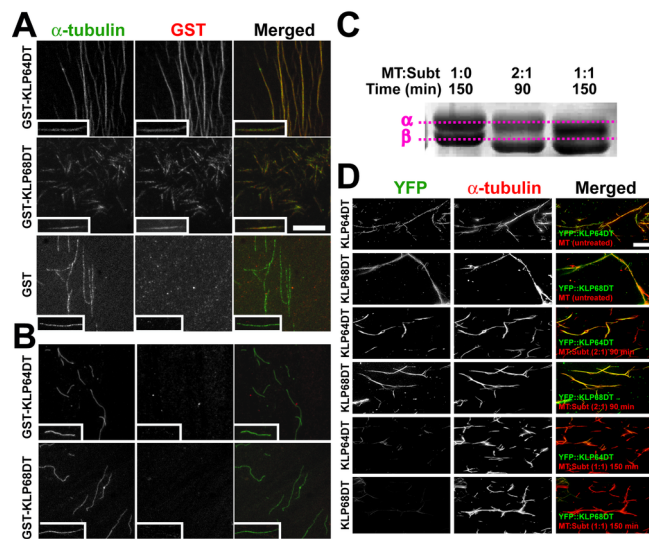 A
α-tubulin GST Merged
GST-KLP64DT
GST-KLP68DT
GST
B
GST-KLP64DT
GST-KLP68DT
C
MT:Subt 1:0 2:1 1:1
Time (min) 150 90 150
α
β
D
YFP α-tubulin Merged
KLP64DT
YFP::KLP64DT
MT (untreated)
KLP68DT
YFP::KLP68DT
MT (untreated)
KLP64DT
YFP::KLP64DT
MT:Subt (2:1) 90 min
KLP68DT
YFP::KLP68DT
MT:Subt (2:1) 90 min
KLP64DT
YFP::KLP64DT
MT:Subt (1:1) 150 min
KLP68DT
YFP::KLP68DT
MT:Subt (1:1) 150 min